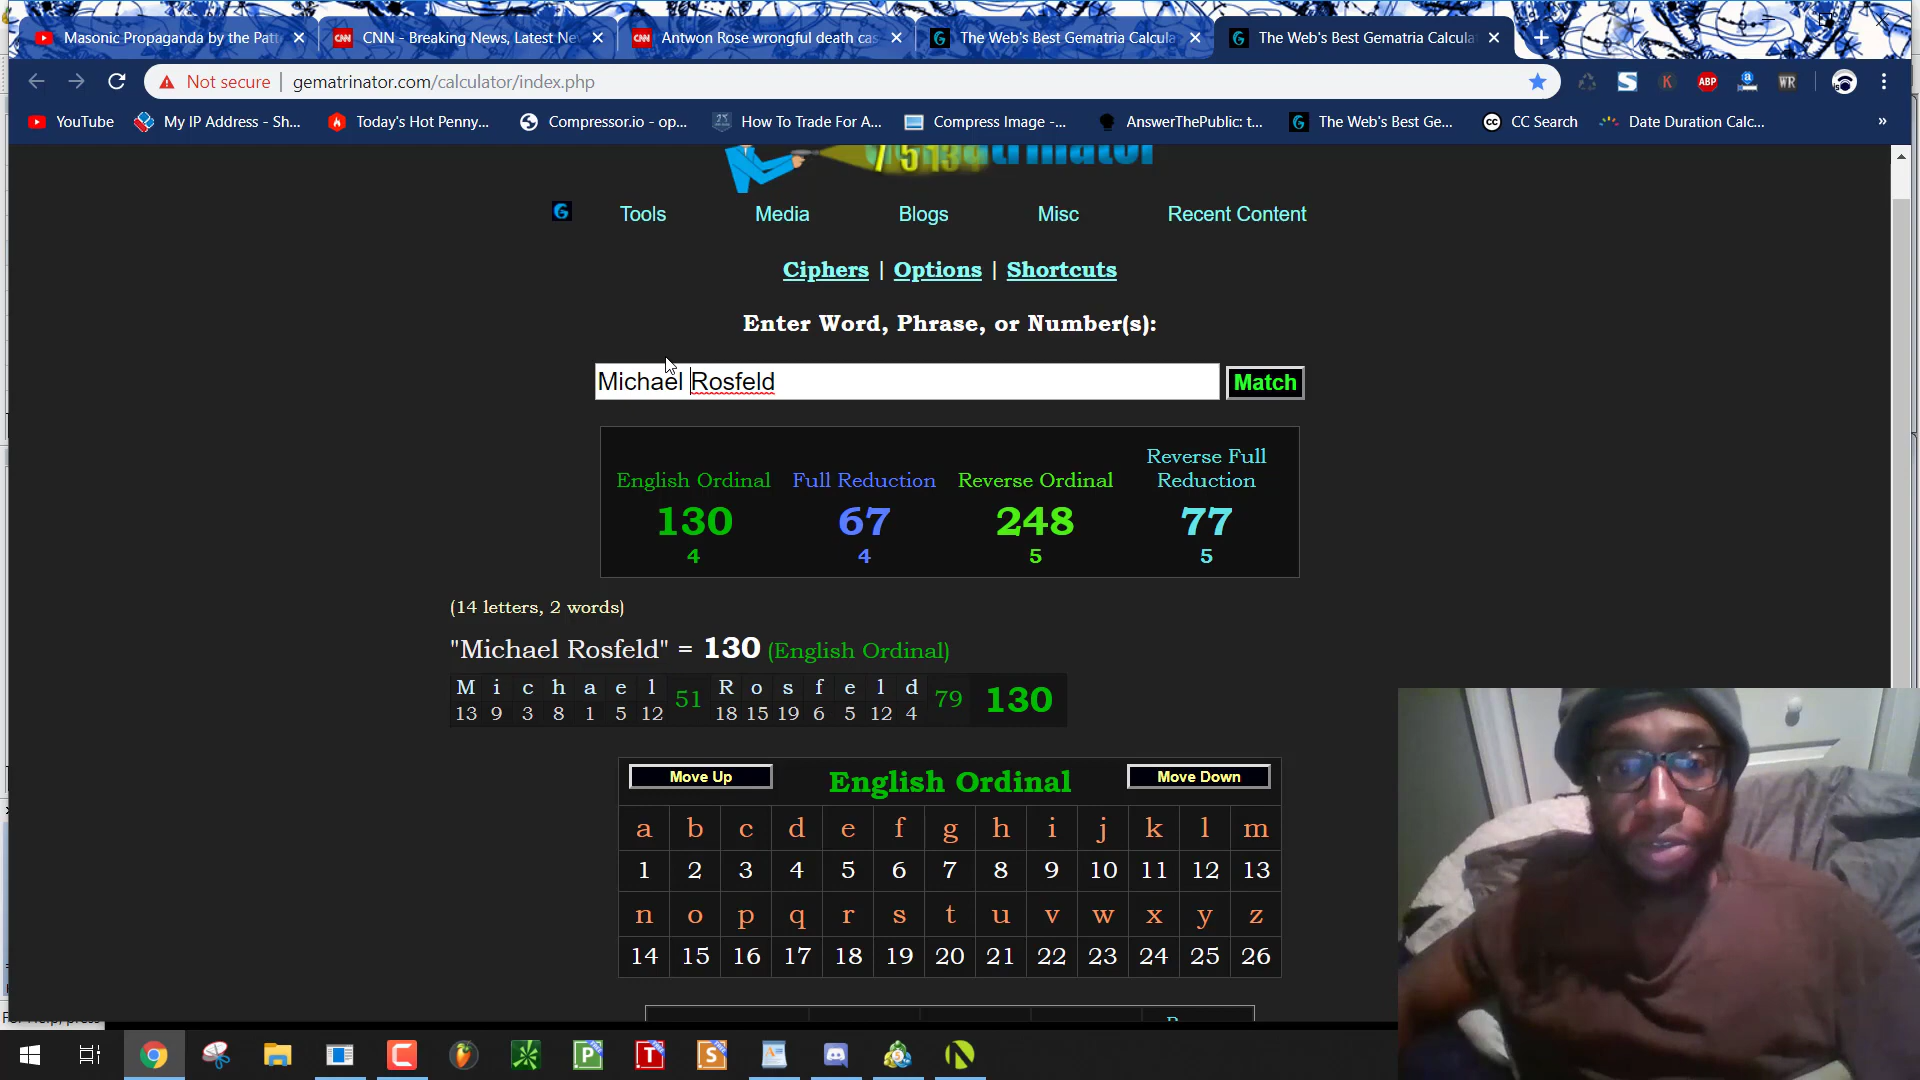 Masonic Propaganda by the Patt
CNN - Breaking News, Latest Ne
Antwon Rose wrongful death cas
The Web's Best Gematria Calcula
The Web's Best Gematria Calculat
Not secure | gematrinator.com/calculator/index.php
YouTube
My IP Address - Sh...
Today's Hot Penny...
Compressor.io - op...
How To Trade For A...
Compress Image -...
AnswerThePublic: t...
The Web's Best Ge...
CC Search
Date Duration Calc...
Tools Media Blogs Misc Recent Content
Ciphers | Options | Shortcuts
Enter Word, Phrase, or Number(s):
Michael Rosfeld Match
English Ordinal Full Reduction Reverse Ordinal Reverse Full Reduction
130 67 248 77
4 4 5 5
(14 letters, 2 words)
"Michael Rosfeld" = 130 (English Ordinal)
M i c h a e l 51 R o s f e l d 79 130
13 9 3 8 1 5 12 18 15 19 6 5 12 4
Move Up English Ordinal Move Down
a b c d e f g h i j k l m
1 2 3 4 5 6 7 8 9 10 11 12 13
n o p q r s t u v w x y z
14 15 16 17 18 19 20 21 22 23 24 25 26